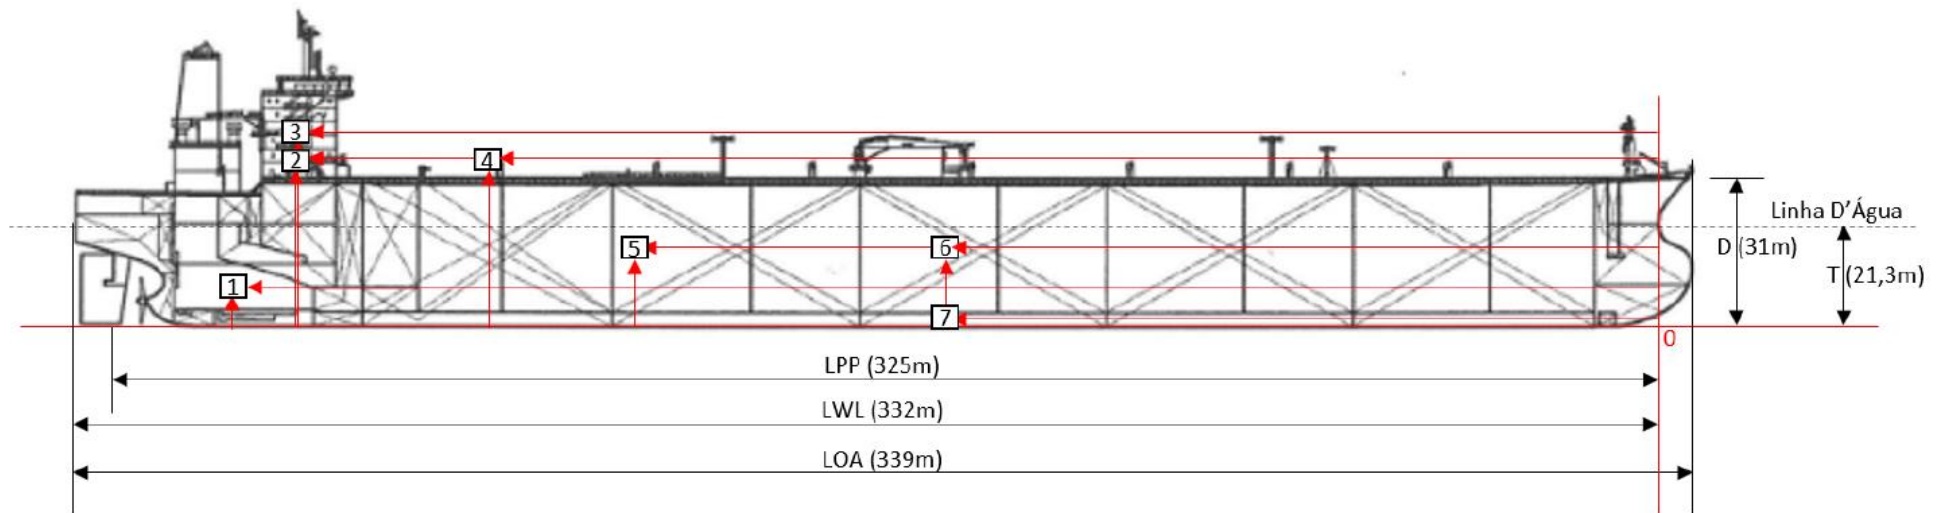 3
2
4
Linha D'Água
5
6
D (31m)
T (21,3m)
1
7
0
LPP (325m)
LWL (332m)
LOA (339m)